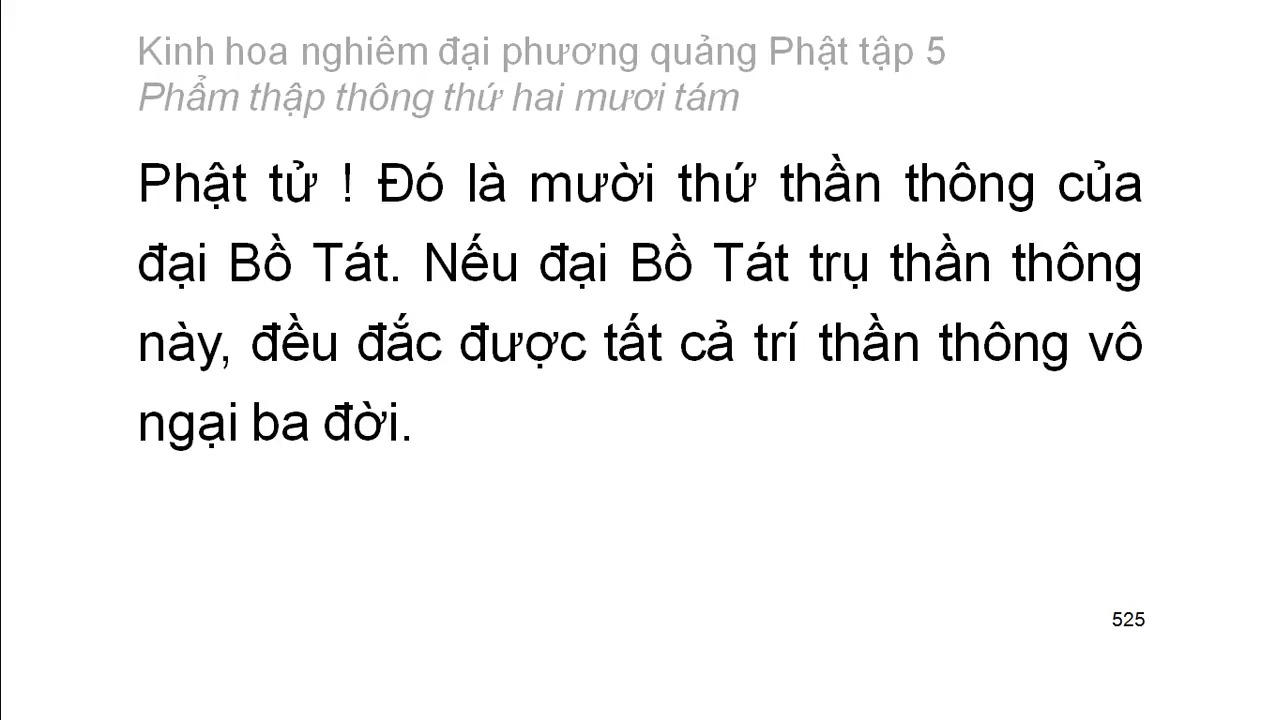 Kinh hoa nghiêm đại phương quảng Phật tập 5
Phẩm thập thông thứ hai mươi tám
Phật tử ! Đó là mười thứ thần thông của
đại Bồ Tát. Nếu đại Bồ Tát trụ thần thông
này, đều đắc được tất cả trí thần thông vô
ngại ba đời.
525